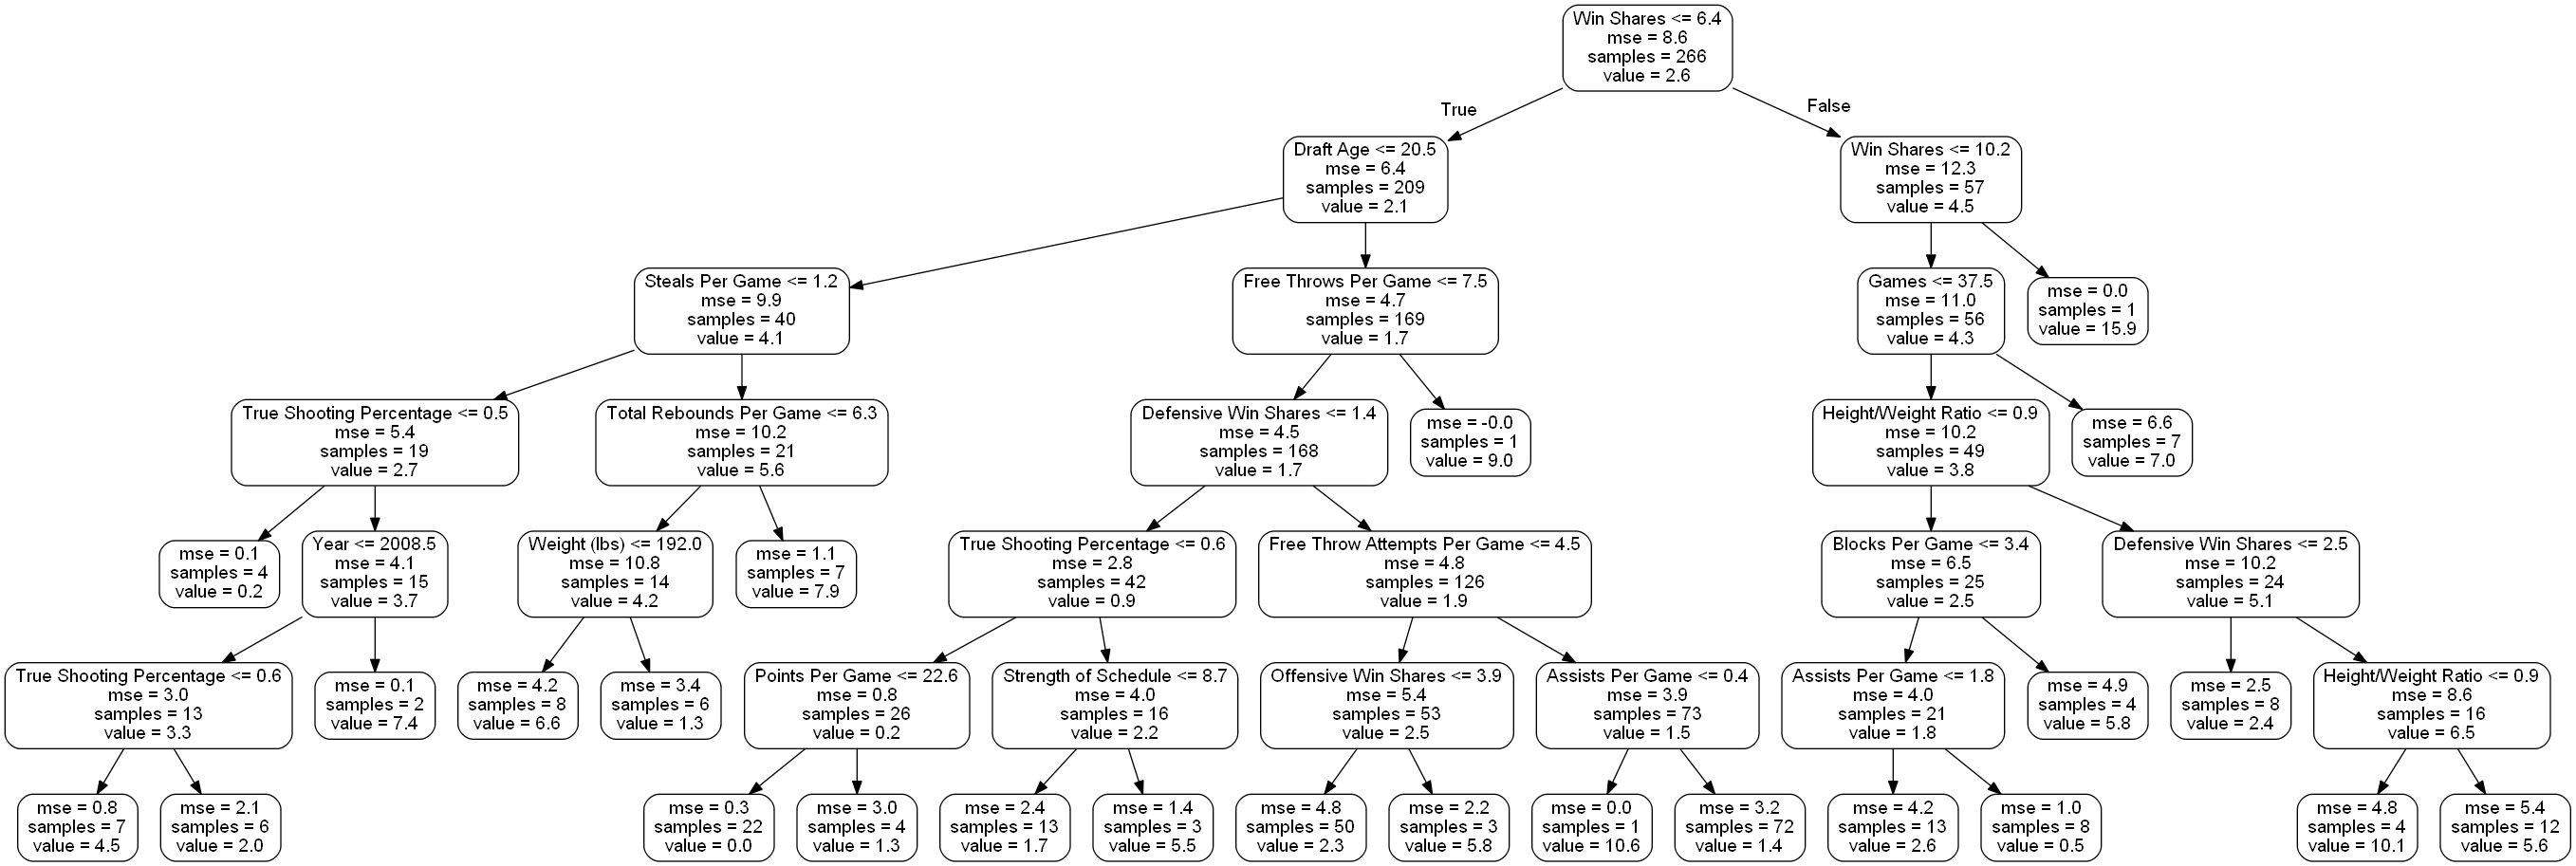 Win Shares <= 6.4
mse = 8.6
samples = 266
value = 2.6
True
False
Draft Age <= 20.5
mse = 6.4
samples = 209
value = 2.1
Win Shares <= 10.2
mse = 12.3
samples = 57
value = 4.5
Steals Per Game <= 1.2
mse = 9.9
samples = 40
value = 4.1
Free Throws Per Game <= 7.5
mse = 4.7
samples = 169
value = 1.7
Games <= 37.5
mse = 11.0
samples = 56
value = 4.3
mse = 0.0
samples = 1
value = 15.9
True Shooting Percentage <= 0.5
mse = 5.4
samples = 19
value = 2.7
Total Rebounds Per Game <= 6.3
mse = 10.2
samples = 21
value = 5.6
Defensive Win Shares <= 1.4
mse = 4.5
samples = 168
value = 1.7
mse = -0.0
samples = 1
value = 9.0
Height/Weight Ratio <= 0.9
mse = 10.2
samples = 49
value = 3.8
mse = 6.6
samples = 7
value = 7.0
mse = 0.1
samples = 4
value = 0.2
Year <= 2008.5
mse = 4.1
samples = 15
value = 3.7
Weight (lbs) <= 192.0
mse = 10.8
samples = 14
value = 4.2
mse = 1.1
samples = 7
value = 7.9
True Shooting Percentage <= 0.6
mse = 2.8
samples = 42
value = 0.9
Free Throw Attempts Per Game <= 4.5
mse = 4.8
samples = 126
value = 1.9
Blocks Per Game <= 3.4
mse = 6.5
samples = 25
value = 2.5
Defensive Win Shares <= 2.5
mse = 10.2
samples = 24
value = 5.1
True Shooting Percentage <= 0.6
mse = 3.0
samples = 13
value = 3.3
mse = 0.1
samples = 2
value = 7.4
mse = 4.2
samples = 8
value = 6.6
mse = 3.4
samples = 6
value = 1.3
Points Per Game <= 22.6
mse = 0.8
samples = 26
value = 0.2
Strength of Schedule <= 8.7
mse = 4.0
samples = 16
value = 2.2
Offensive Win Shares <= 3.9
mse = 5.4
samples = 53
value = 2.5
Assists Per Game <= 0.4
mse = 3.9
samples = 73
value = 1.5
Assists Per Game <= 1.8
mse = 4.0
samples = 21
value = 1.8
mse = 4.9
samples = 4
value = 5.8
mse = 2.5
samples = 8
value = 2.4
Height/Weight Ratio <= 0.9
mse = 8.6
samples = 16
value = 6.5
mse = 0.8
samples = 7
value = 4.5
mse = 2.1
samples = 6
value = 2.0
mse = 0.3
samples = 22
value = 0.0
mse = 3.0
samples = 4
value = 1.3
mse = 2.4
samples = 13
value = 1.7
mse = 1.4
samples = 3
value = 5.5
mse = 4.8
samples = 50
value = 2.3
mse = 2.2
samples = 3
value = 5.8
mse = 0.0
samples = 1
value = 10.6
mse = 3.2
samples = 72
value = 1.4
mse = 4.2
samples = 13
value = 2.6
mse = 1.0
samples = 8
value = 0.5
mse = 4.8
samples = 4
value = 10.1
mse = 5.4
samples = 12
value = 5.6